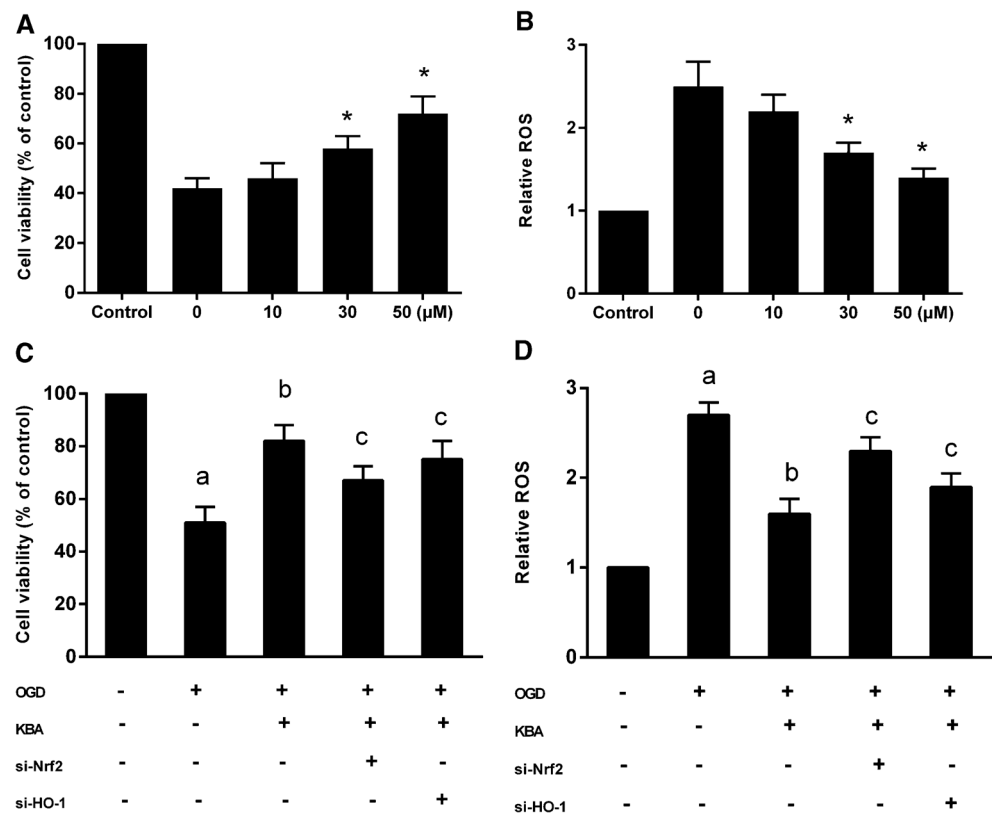 A
Cell viability (% of control)
100
80
60
40
20
0
*
*
Control 0 10 30 50 (µM)
B
Relative ROS
3
2
1
0
*
*
Control 0 10 30 50 (µM)
C
Cell viability (% of control)
100
80
60
40
20
0
a
b
c
c
OGD - + + + +
KBA - - + + +
si-Nrf2 - - - + -
si-HO-1 - - - - +
D
Relative ROS
3
2
1
0
a
b
c
c
OGD - + + + +
KBA - - + + +
si-Nrf2 - - - + -
si-HO-1 - - - - +